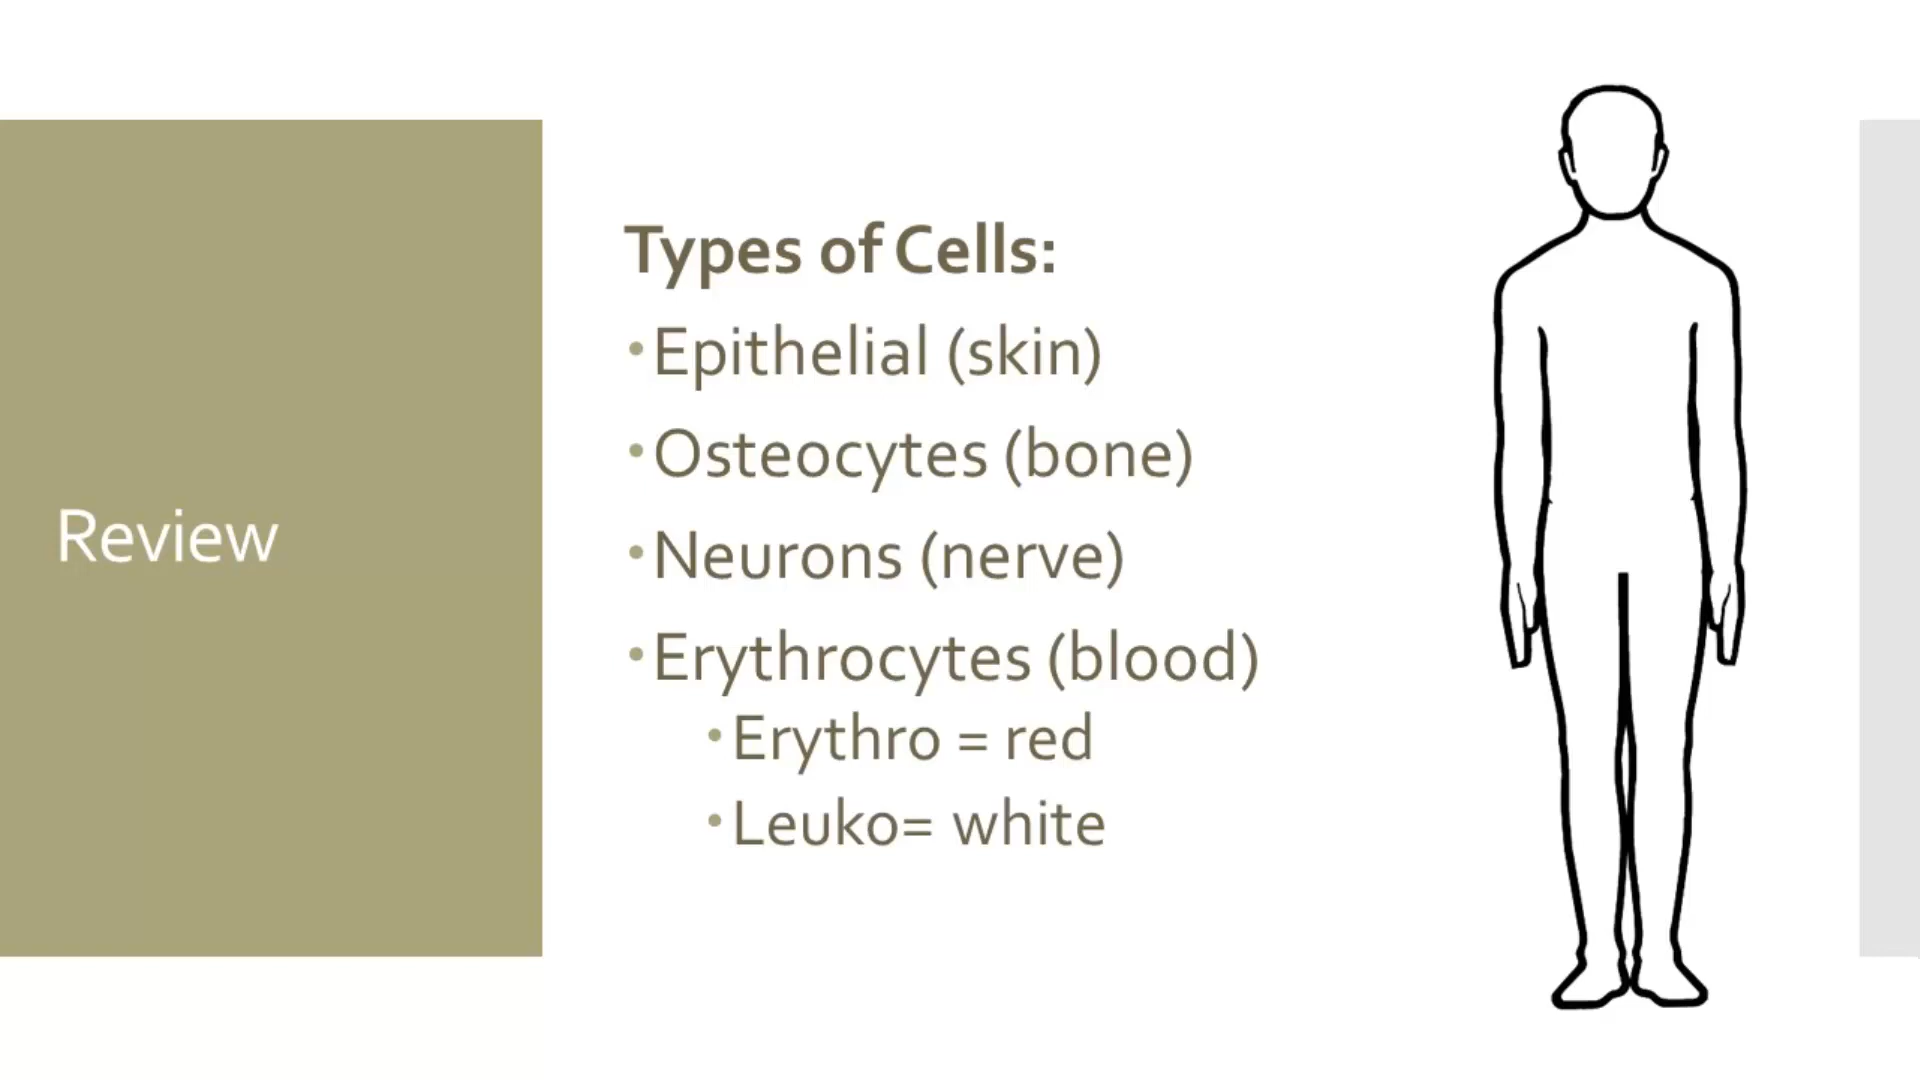 Review
Types of Cells:
•Epithelial (skin)
•Osteocytes (bone)
•Neurons (nerve)
•Erythrocytes (blood)
•Erythro = red
•Leuko= white